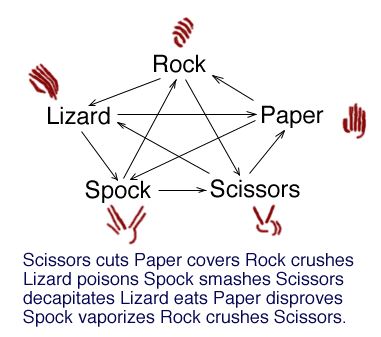 Rock
Lizard
Paper
Spock
Scissors
Scissors cuts Paper covers Rock crushes
Lizard poisons Spock smashes Scissors
decapitates Lizard eats Paper disproves
Spock vaporizes Rock crushes Scissors.